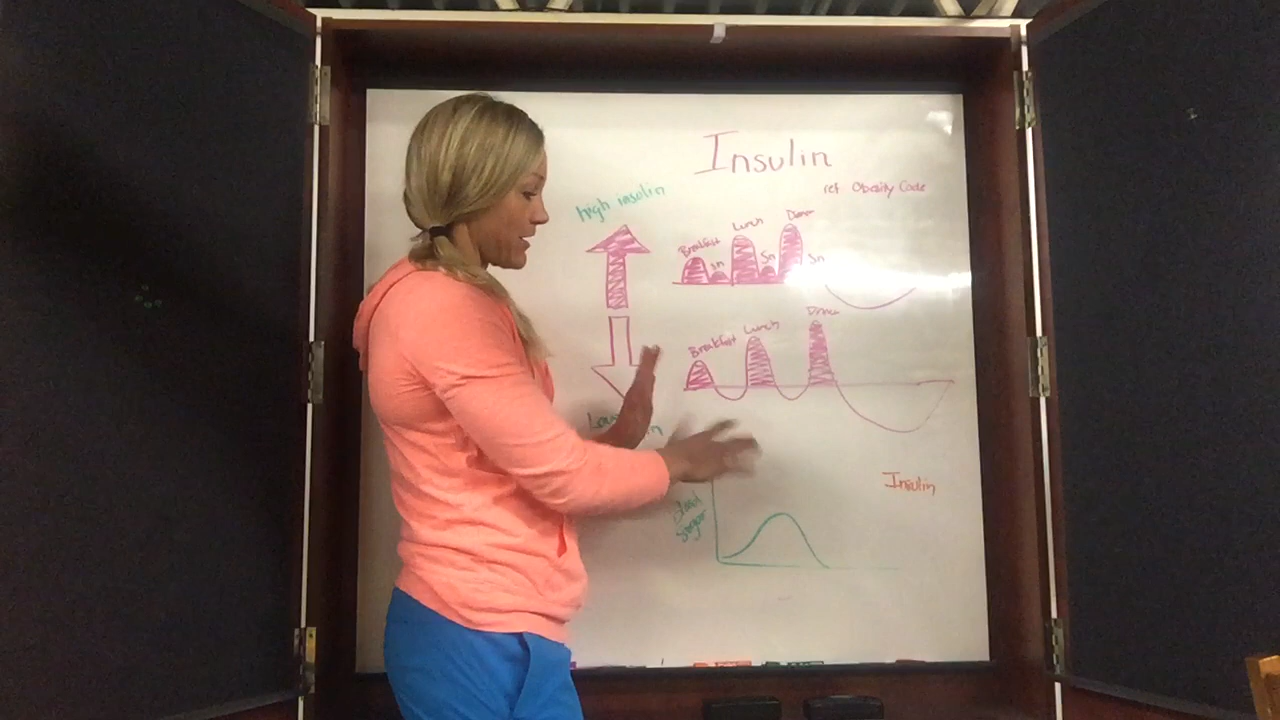 Insulin
ref Obesity Code
high insulin
Breakfast
sn
Lunch
Sn
Dinner
Sn
Breakfast
Lunch
Dinner
Insulin
Blood
sugar